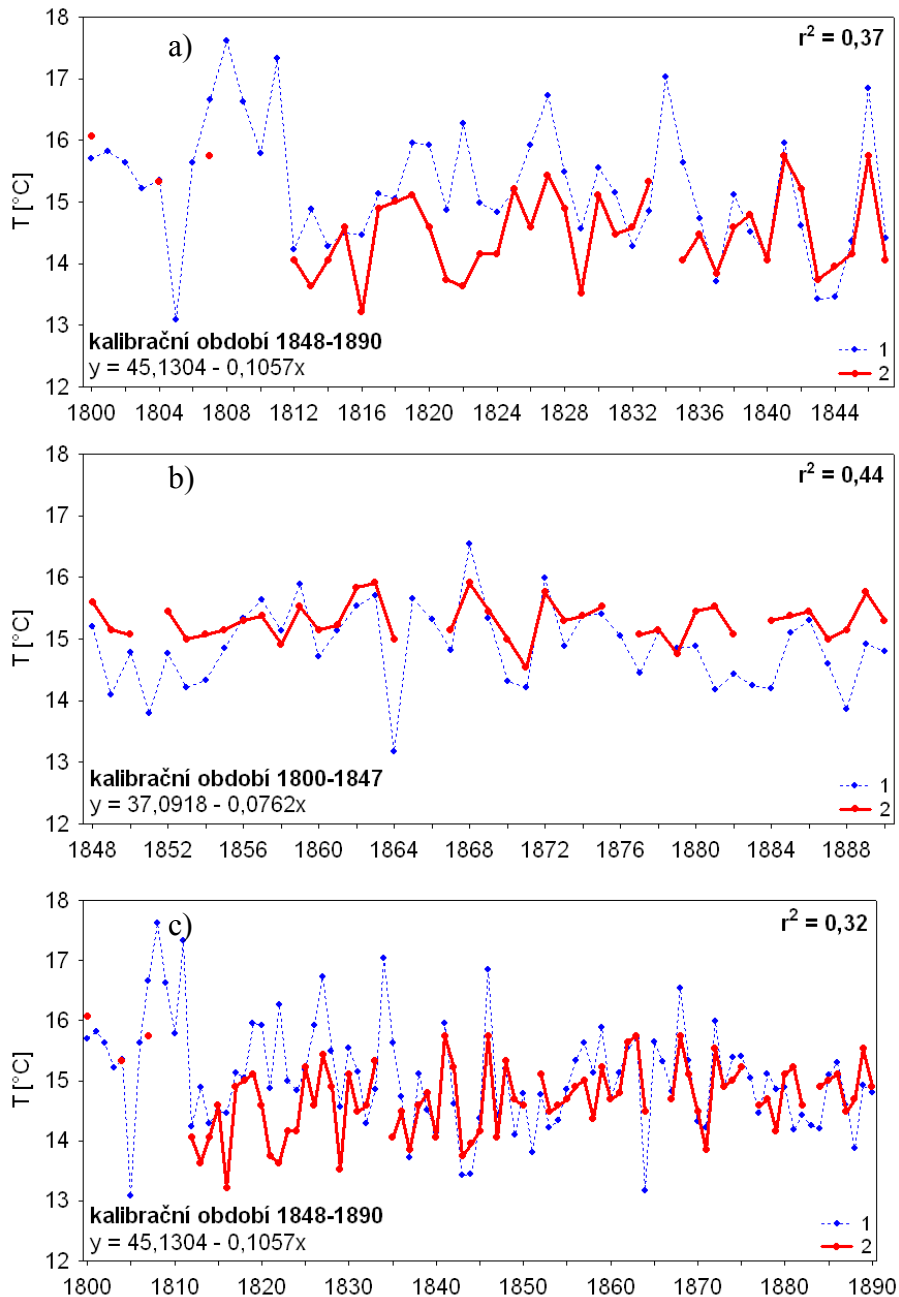 18
a)
r² = 0,37
17
16
T [°C]
15
14
13
kalibrační období 1848-1890
1
y = 45,1304 - 0,1057x
2
12
1800 1804 1808 1812 1816 1820 1824 1828 1832 1836 1840 1844
18
b)
r² = 0,44
17
16
T [°C]
15
14
13
kalibrační období 1800-1847
1
y = 37,0918 - 0,0762x
2
12
1848 1852 1856 1860 1864 1868 1872 1876 1880 1884 1888
18
c)
r² = 0,32
17
16
T [°C]
15
14
13
kalibrační období 1848-1890
1
y = 45,1304 - 0,1057x
2
12
1800 1810 1820 1830 1840 1850 1860 1870 1880 1890